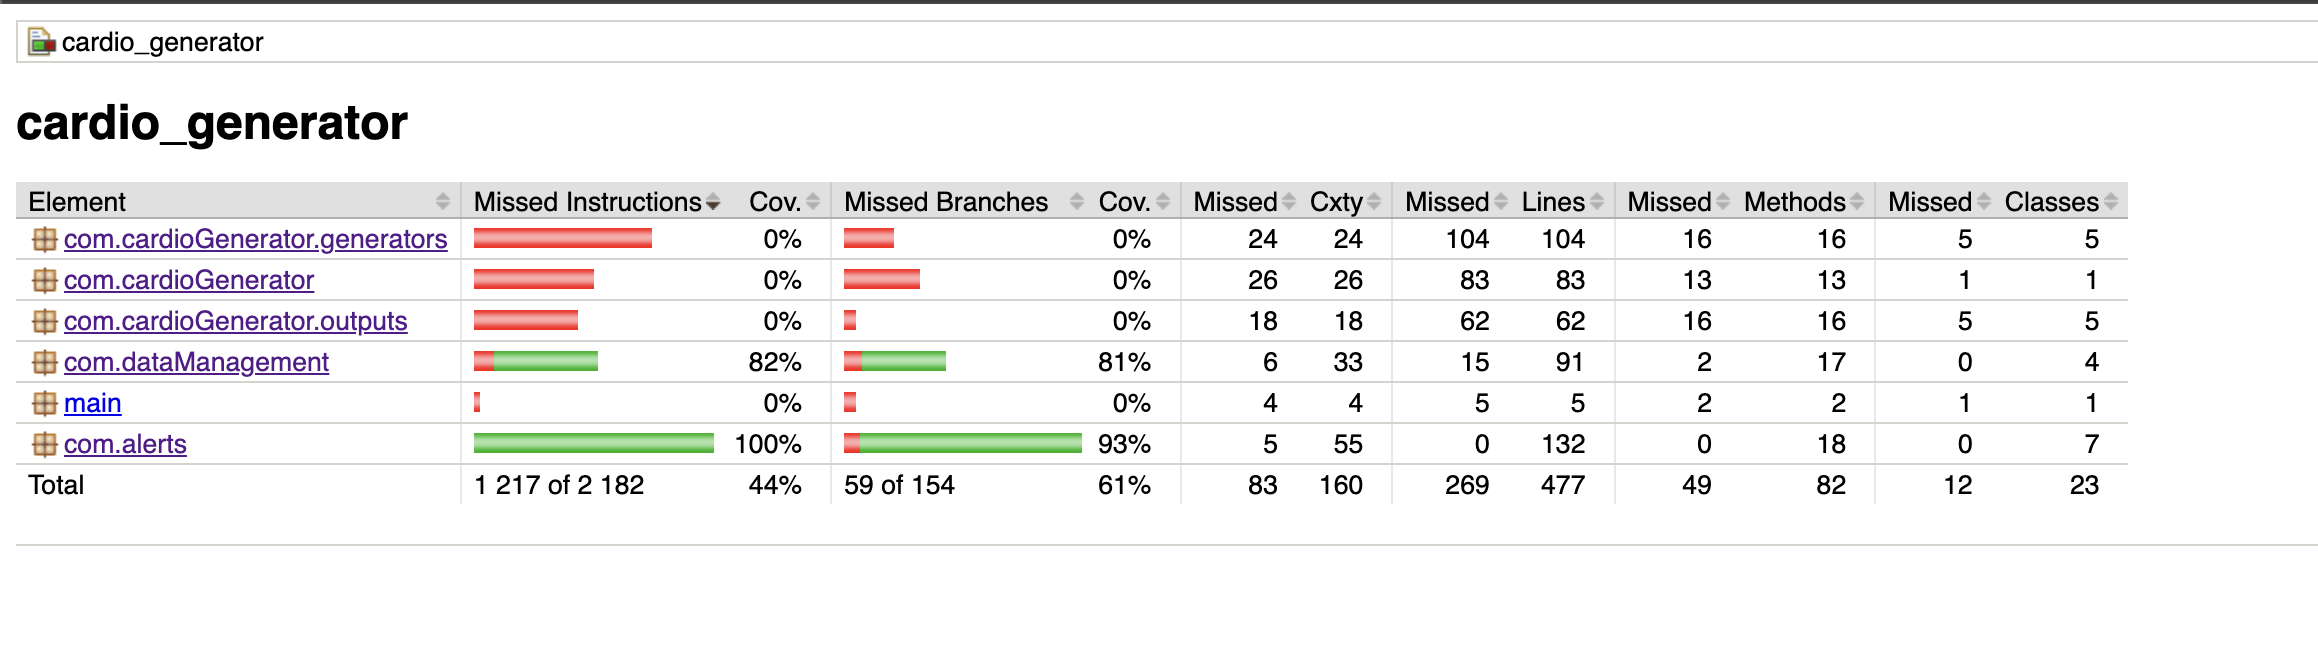 cardio_generator
cardio_generator
Element Missed Instructions Cov. Missed Branches Cov. Missed Cxty Missed Lines Missed Methods Missed Classes
com.cardioGenerator.generators 0% 0% 24 24 104 104 16 16 5 5
com.cardioGenerator 0% 0% 26 26 83 83 13 13 1 1
com.cardioGenerator.outputs 0% 0% 18 18 62 62 16 16 5 5
com.dataManagement 82% 81% 6 33 15 91 2 17 0 4
main 0% 0% 4 4 5 5 2 2 1 1
com.alerts 100% 93% 5 55 0 132 0 18 0 7
Total 1 217 of 2 182 44% 59 of 154 61% 83 160 269 477 49 82 12 23